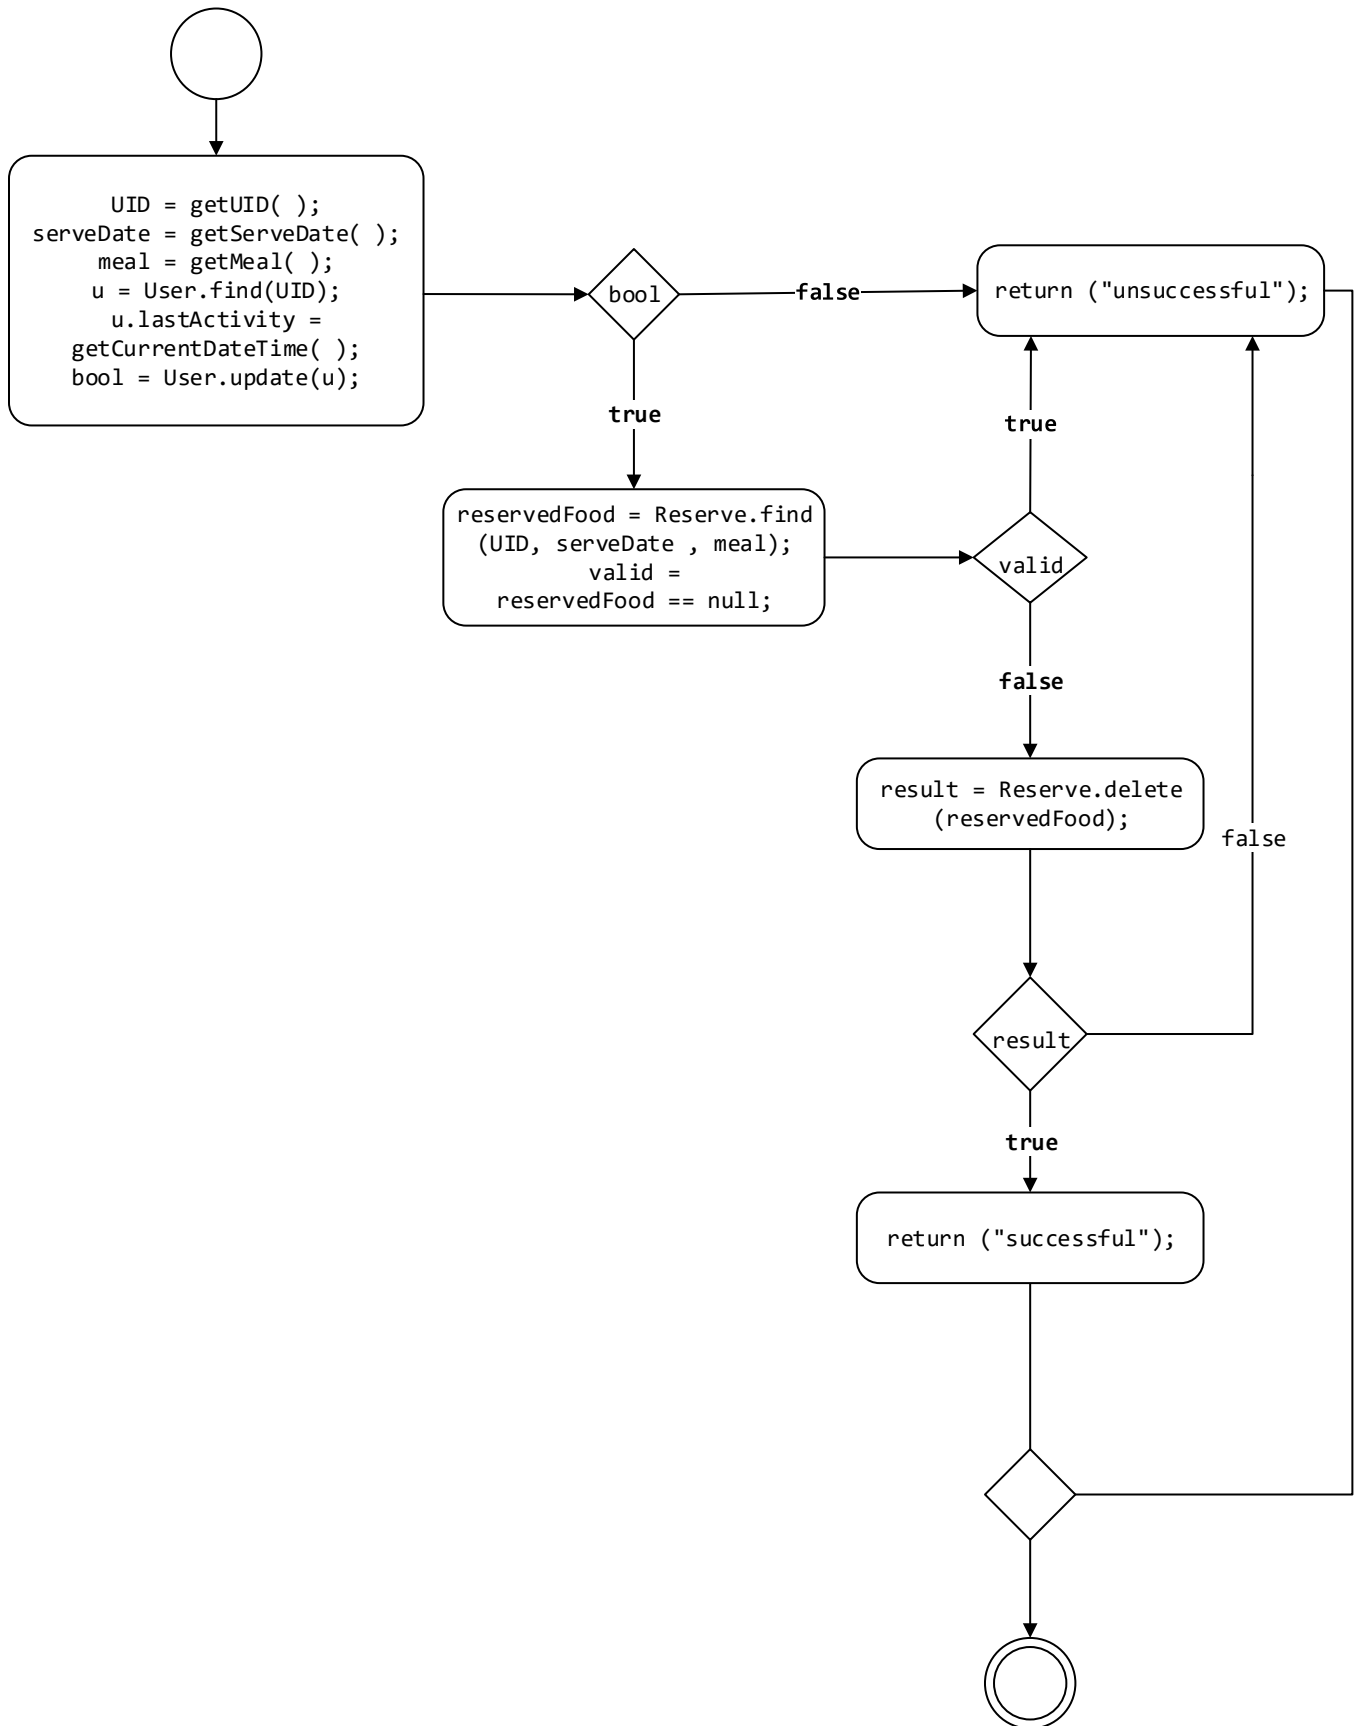 UID = getUID( );
serveDate = getServeDate( );
meal = getMeal( );
u = User.find(UID);
u.lastActivity =
getCurrentDateTime( );
bool = User.update(u);
bool
false
return ("unsuccessful");
true
true
reservedFood = Reserve.find
(UID, serveDate , meal);
valid =
reservedFood == null;
valid
false
result = Reserve.delete
(reservedFood);
false
result
true
return ("successful");